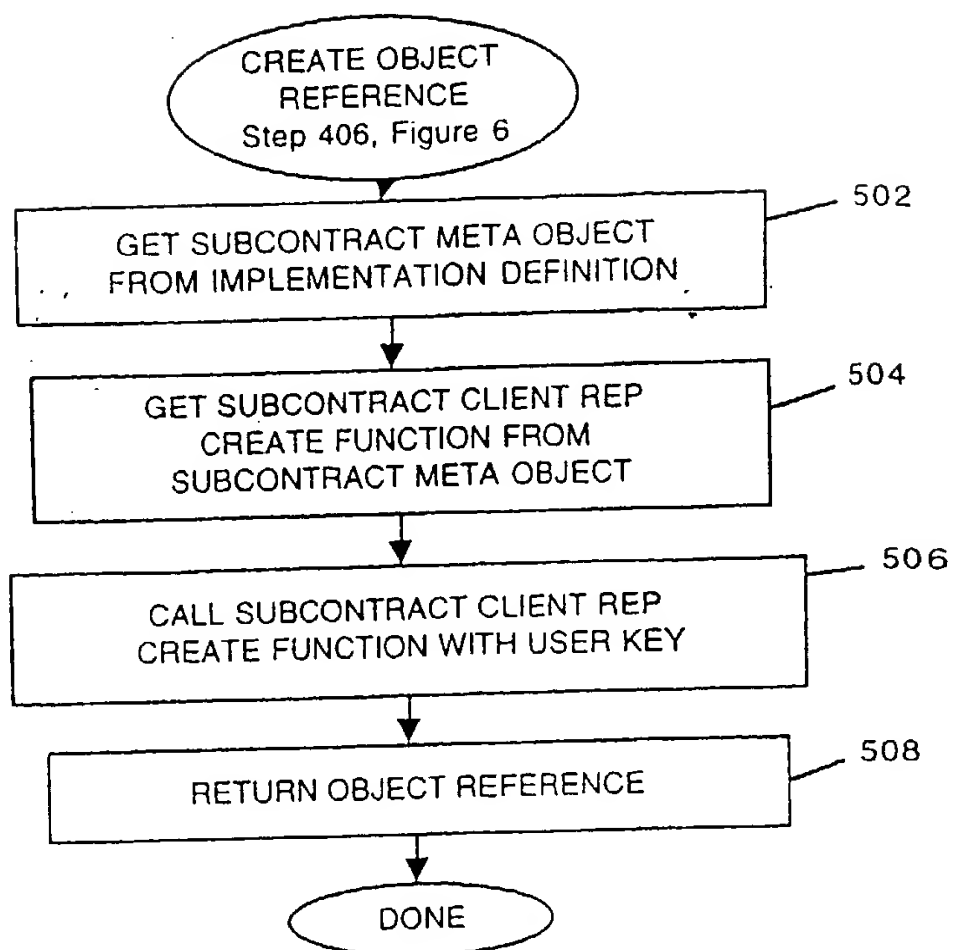 CREATE OBJECT
REFERENCE
Step 406, Figure 6
502
GET SUBCONTRACT META OBJECT
FROM IMPLEMENTATION DEFINITION
504
GET SUBCONTRACT CLIENT REP
CREATE FUNCTION FROM
SUBCONTRACT META OBJECT
506
CALL SUBCONTRACT CLIENT REP
CREATE FUNCTION WITH USER KEY
508
RETURN OBJECT REFERENCE
DONE